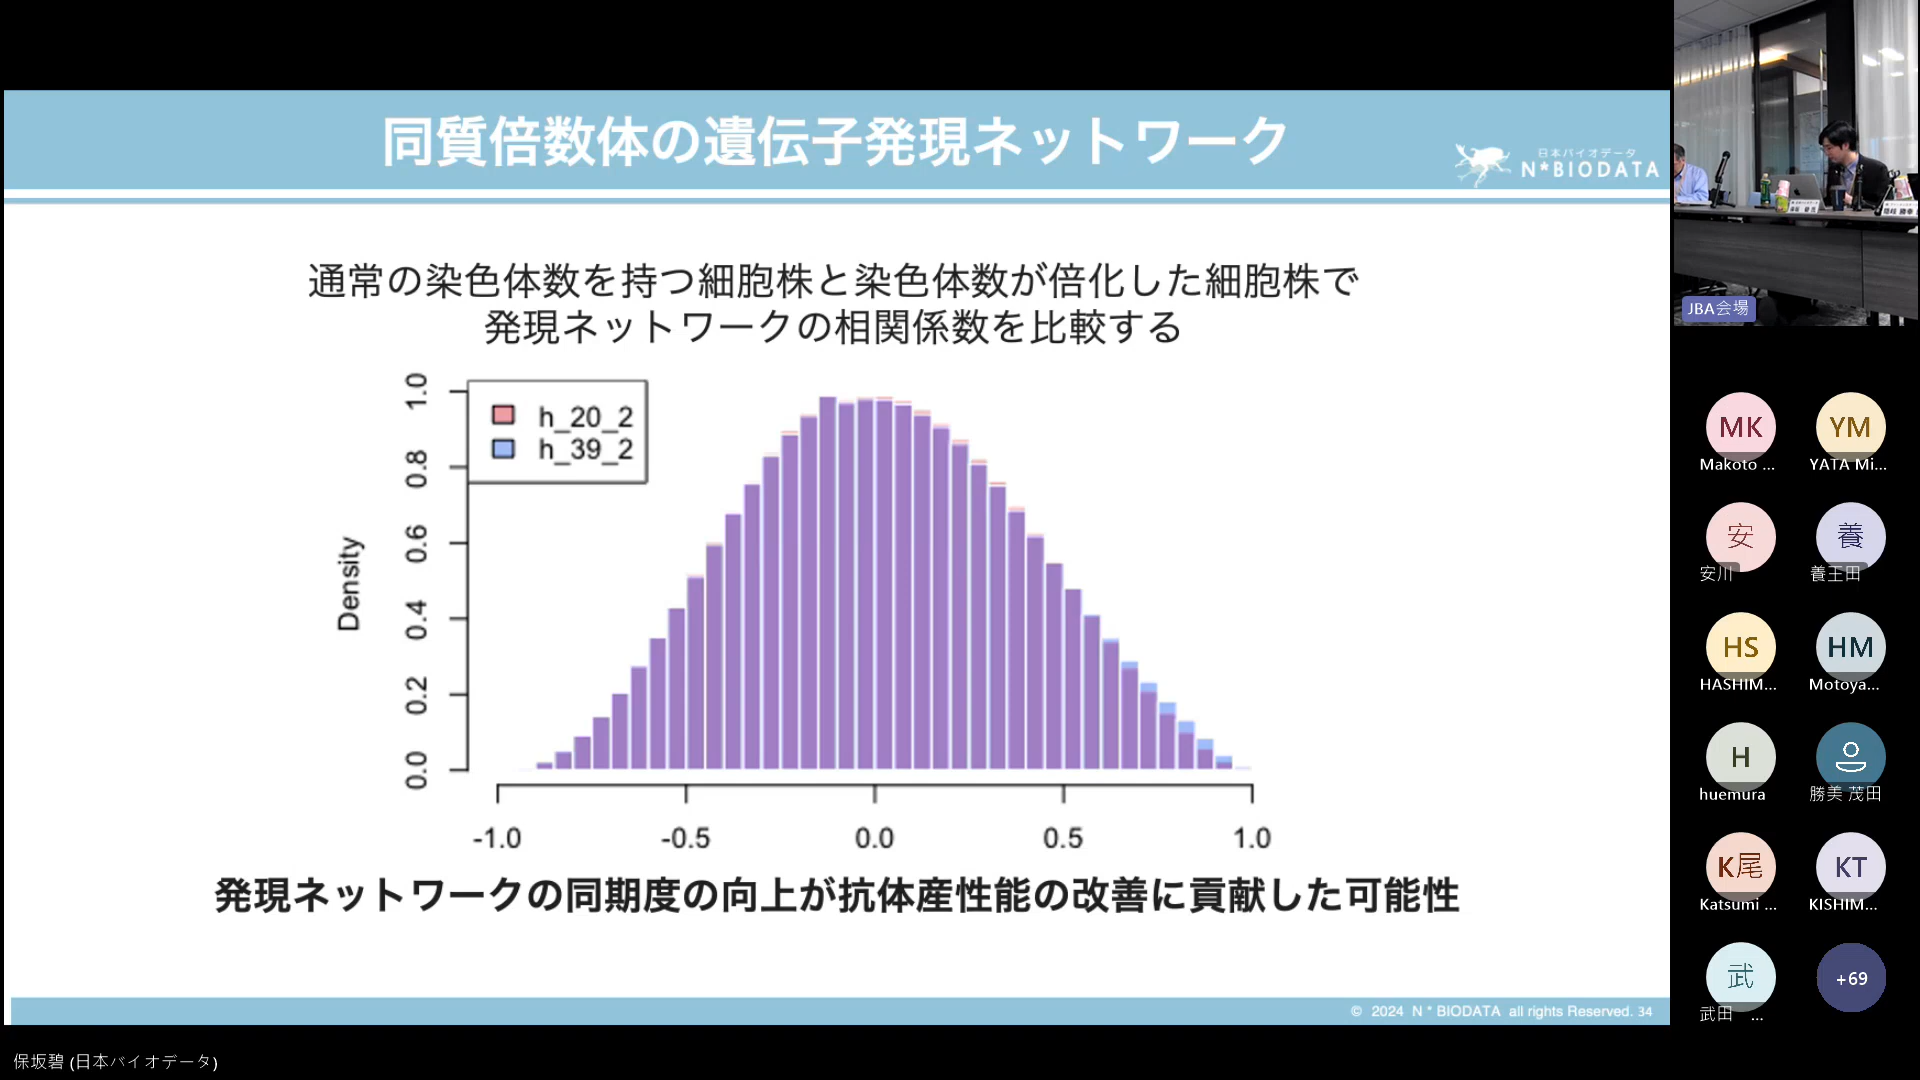 同質倍数体の遺伝子発現ネットワーク
日本バイオデータ
N*BIODATA
通常の染色体数を持つ細胞株と染色体数が倍化した細胞株で
発現ネットワークの相関係数を比較する
h_20_2
h_39_2
Density
1.0
0.8
0.6
0.4
0.2
0.0
-1.0 -0.5 0.0 0.5 1.0
発現ネットワークの同期度の向上が抗体産性能の改善に貢献した可能性
© 2024 N * BIODATA all rights Reserved. 34
保坂碧 (日本バイオデータ)
JBA会場
MK YM
Makoto ... YATA Mi...
安 養
安川 養王田
HS HM
HASHIM... Motoya...
H
huemura 勝美 茂田
K尾 KT
Katsumi ... KISHIM...
武 +69
武田 ...